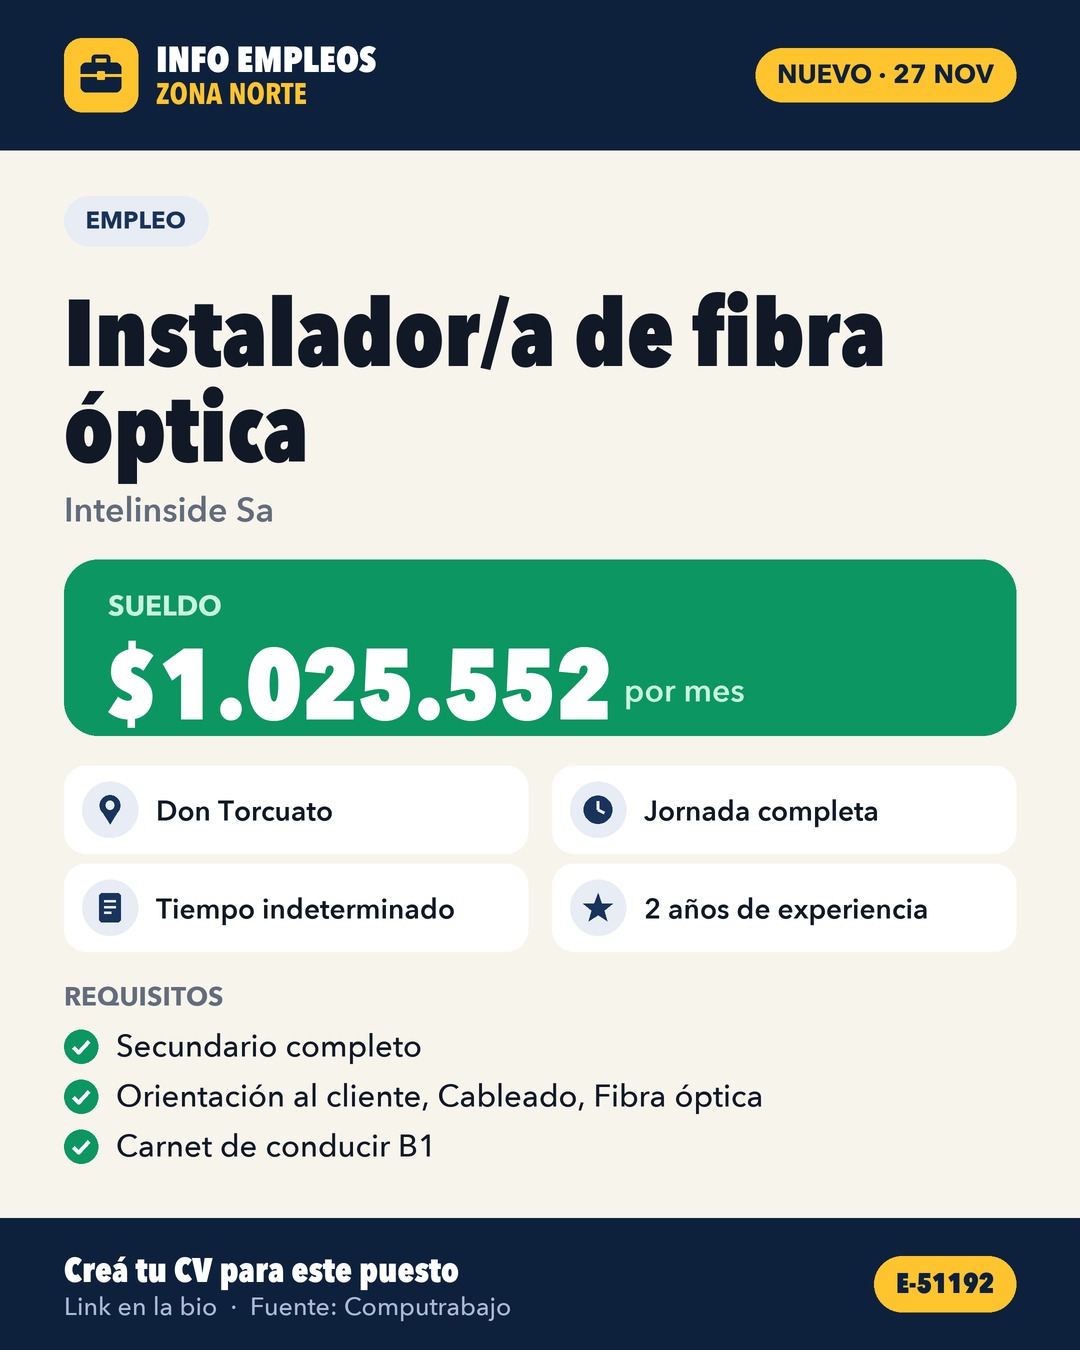 INFO EMPLEOS
ZONA NORTE
NUEVO · 27 NOV
EMPLEO
Instalador/a de fibra
óptica
Intelinside Sa
SUELDO
$1.025.552 por mes
Don Torcuato
Jornada completa
Tiempo indeterminado
2 años de experiencia
REQUISITOS
Secundario completo
Orientación al cliente, Cableado, Fibra óptica
Carnet de conducir B1
Creá tu CV para este puesto
Link en la bio · Fuente: Computrabajo
E-51192